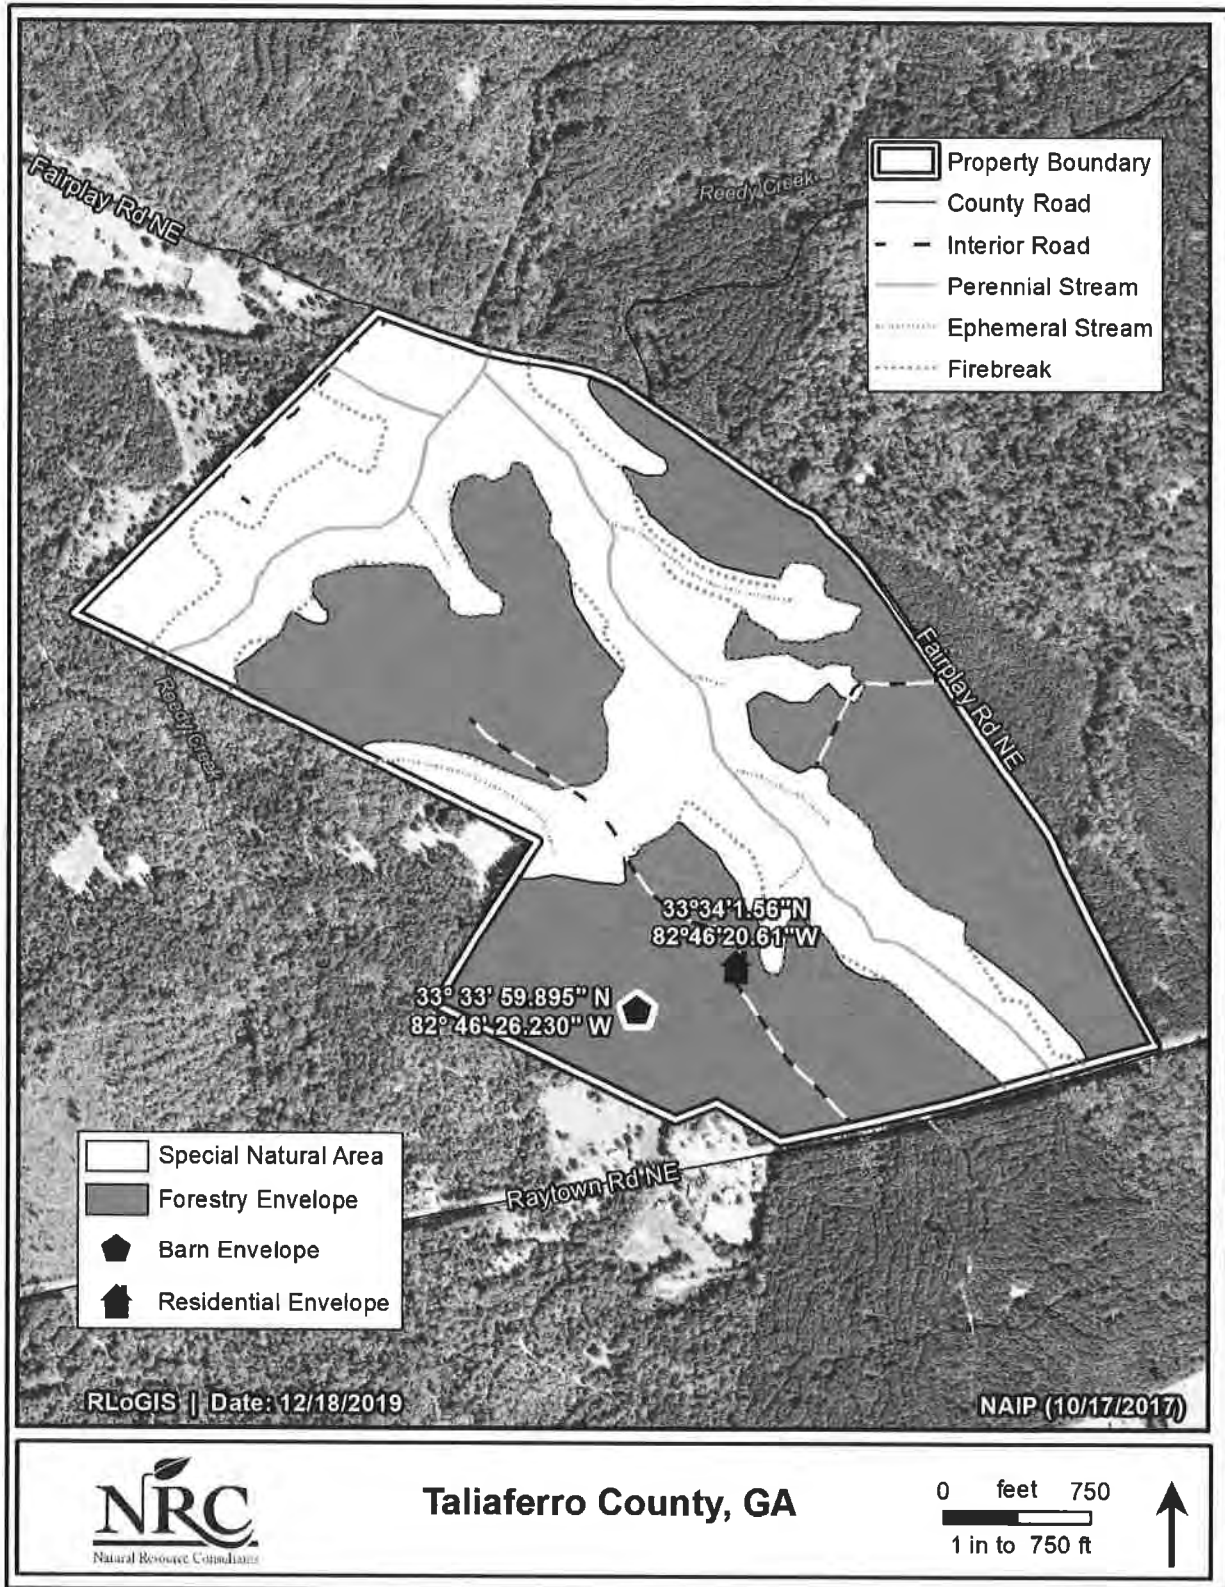 Fairplay Rd NE
Reedy Creek
Property Boundary
County Road
Interior Road
Perennial Stream
Ephemeral Stream
Firebreak
Fairplay Rd NE
Reedy Creek
33°34'1.56"N
82°46'20.61"W
33° 33' 59.895" N
82° 46' 26.230" W
Raytown Rd NE
Special Natural Area
Forestry Envelope
Barn Envelope
Residential Envelope
RLoGIS | Date: 12/18/2019
NAIP (10/17/2017)
NRC
Natural Resource Consultants
Taliaferro County, GA
0 feet 750
1 in to 750 ft